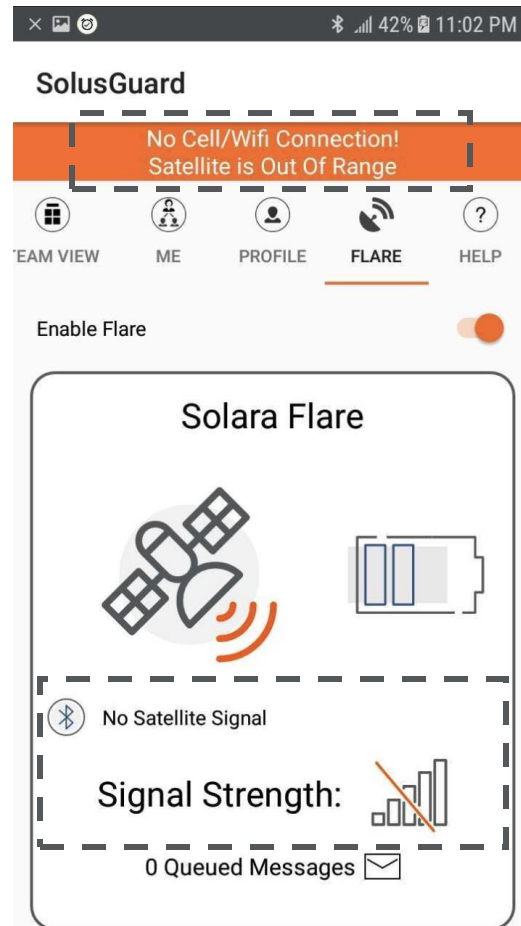 42% 11:02 PM
SolusGuard
No Cell/Wifi Connection!
Satellite is Out Of Range
TEAM VIEW ME PROFILE FLARE HELP
Enable Flare
Solara Flare
No Satellite Signal
Signal Strength:
0 Queued Messages